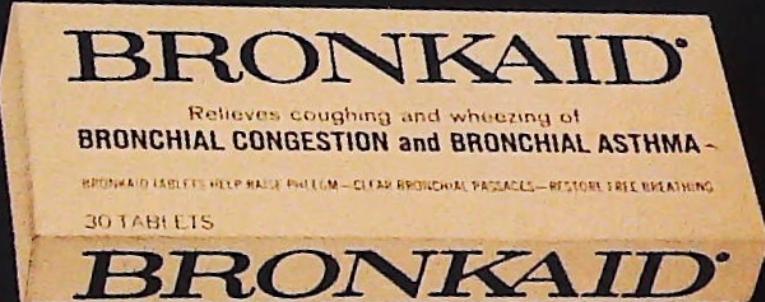 BRONKAID®
Relieves coughing and wheezing of
BRONCHIAL CONGESTION and BRONCHIAL ASTHMA
BRONKAID TABLETS HELP RAISE PHLEGM—CLEAR BRONCHIAL PASSAGES—RESTORE FREE BREATHING
30 TABLETS
BRONKAID®